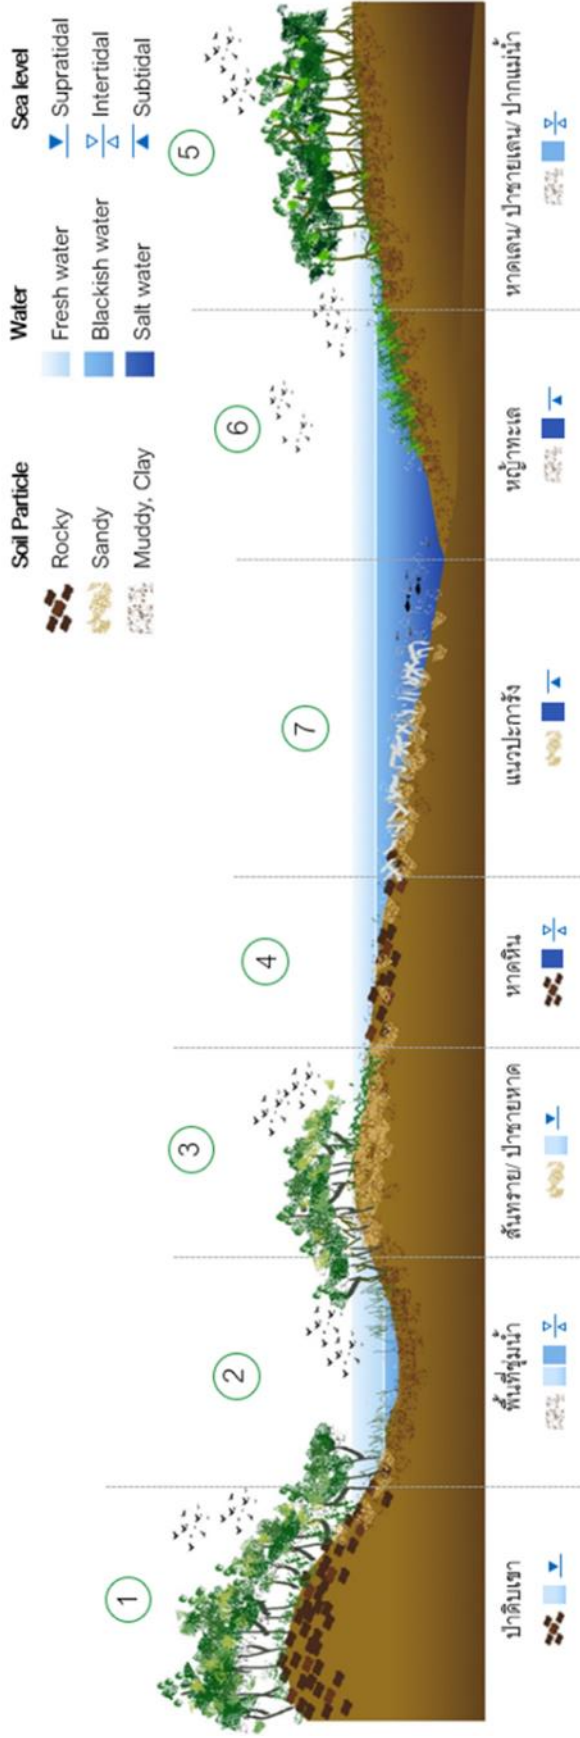 Soil Particle
Rocky
Sandy
Muddy, Clay
Water
Fresh water
Blackish water
Salt water
Sea level
Supratidal
Intertidal
Subtidal
1
2
3
4
7
6
5
ป่าดิบเขา
พื้นที่ชุ่มน้ำ
สันทราย/ ป่าชายหาด
หาดหิน
แนวปะการัง
หญ้าทะเล
หาดเลน/ ป่าชายเลน/ ปากแม่น้ำ